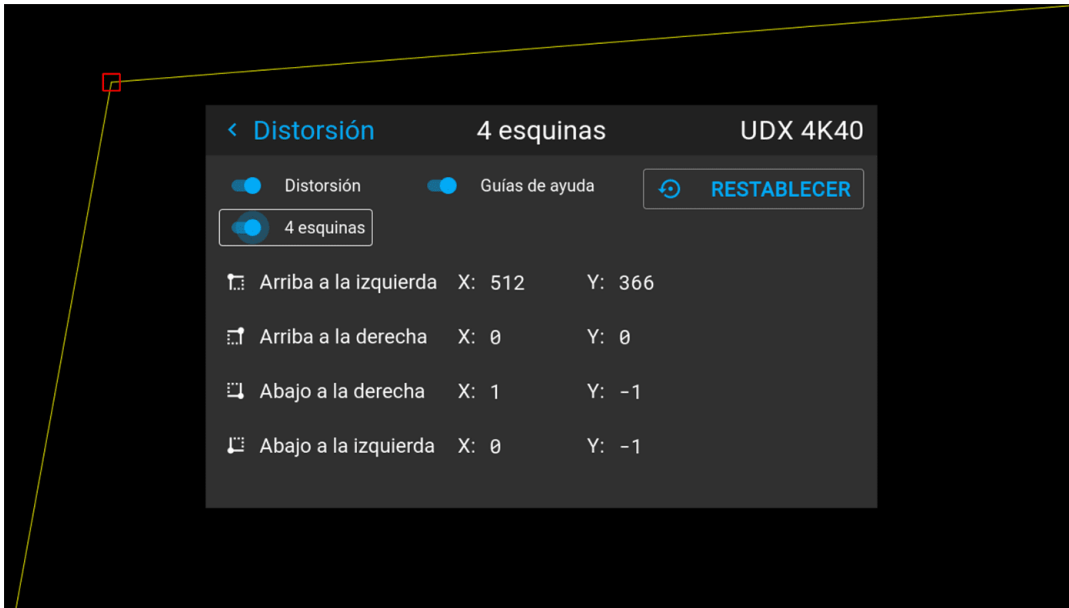 Distorsión 4 esquinas UDX 4K40
Distorsión Guías de ayuda RESTABLECER
4 esquinas
Arriba a la izquierda X: 512 Y: 366
Arriba a la derecha X: 0 Y: 0
Abajo a la derecha X: 1 Y: -1
Abajo a la izquierda X: 0 Y: -1